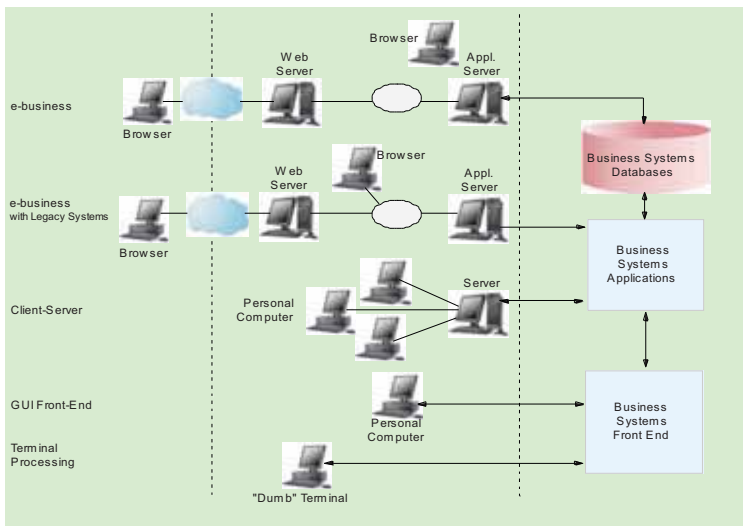 Browser
Web
Server
Appl.
Server
e-business
Browser
Business Systems
Databases
Web
Server
Browser
Appl.
Server
e-business
with Legacy Systems
Browser
Business
Systems
Applications
Client-Server
Personal
Computer
Server
GUI Front-End
Personal
Computer
Business
Systems
Front End
Terminal
Processing
"Dumb" Terminal